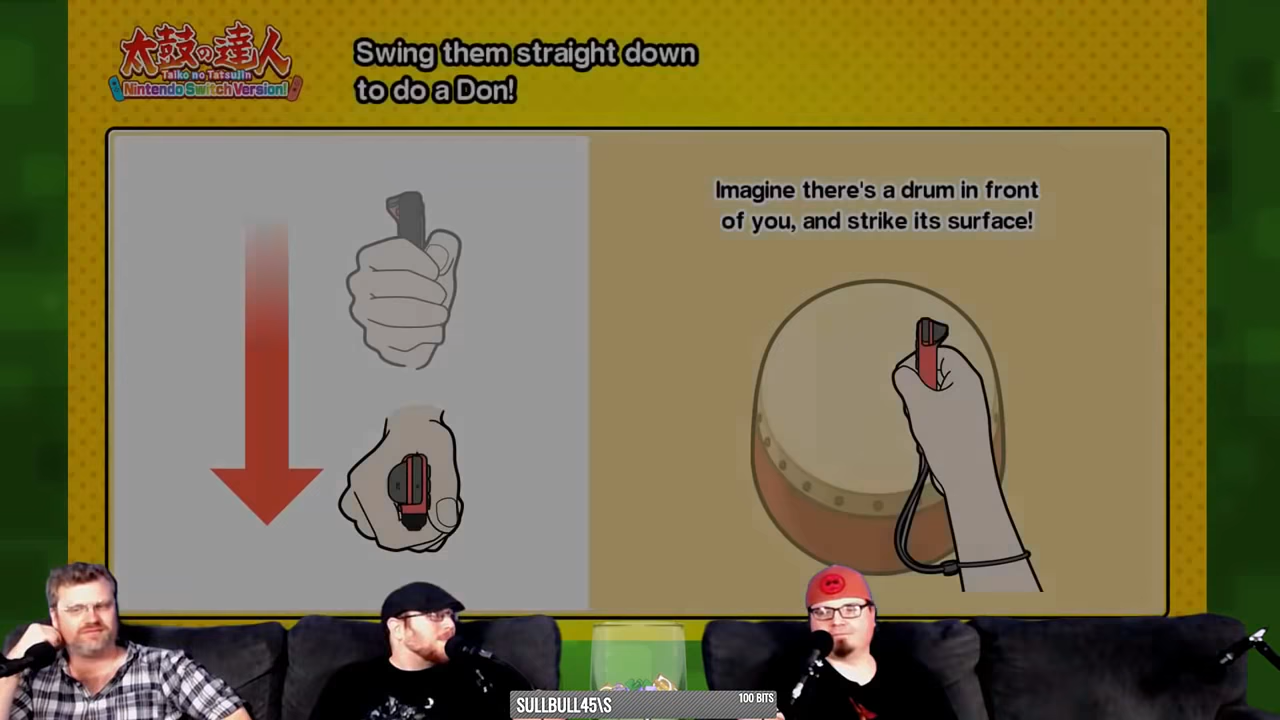 太鼓の達人
Taiko no Tatsujin
Nintendo Switch Version!
Swing them straight down
to do a Don!
Imagine there's a drum in front
of you, and strike its surface!
SULLBULL45\S
100 BITS